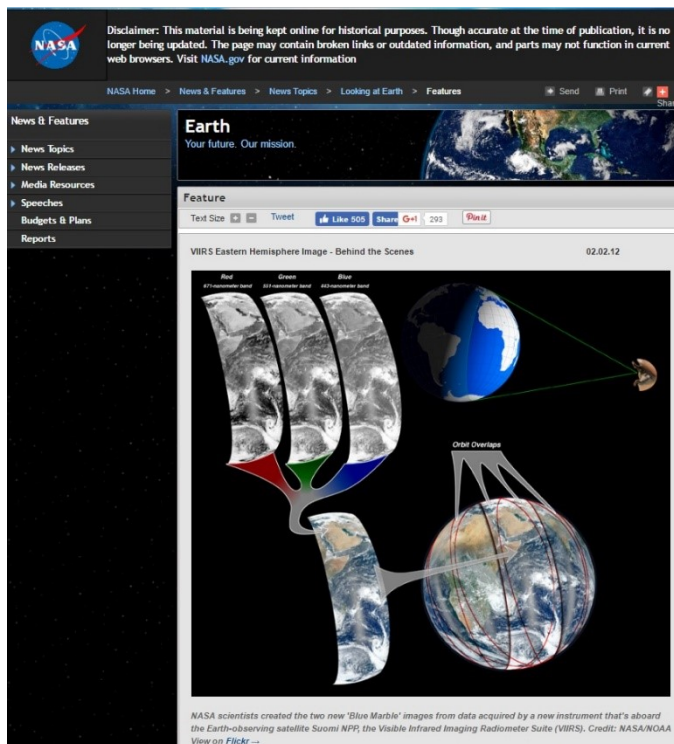 NASA
Disclaimer: This material is being kept online for historical purposes. Though accurate at the time of publication, it is no
longer being updated. The page may contain broken links or outdated information, and parts may not function in current
web browsers. Visit NASA.gov for current information
NASA Home > News & Features > News Topics > Looking at Earth > Features
Send Print Shar
News & Features
News Topics
News Releases
Media Resources
Speeches
Budgets & Plans
Reports
Earth
Your future. Our mission.
Feature
Text Size + - Tweet Like 505 Share G+1 293 Pin it
VIIRS Eastern Hemisphere Image - Behind the Scenes 02.02.12
Red Green Blue
671-nanometer band 551-nanometer band 443-nanometer band
Orbit Overlaps
NASA scientists created the two new 'Blue Marble' images from data acquired by a new instrument that's aboard
the Earth-observing satellite Suomi NPP, the Visible Infrared Imaging Radiometer Suite (VIIRS). Credit: NASA/NOAA
View on Flickr →